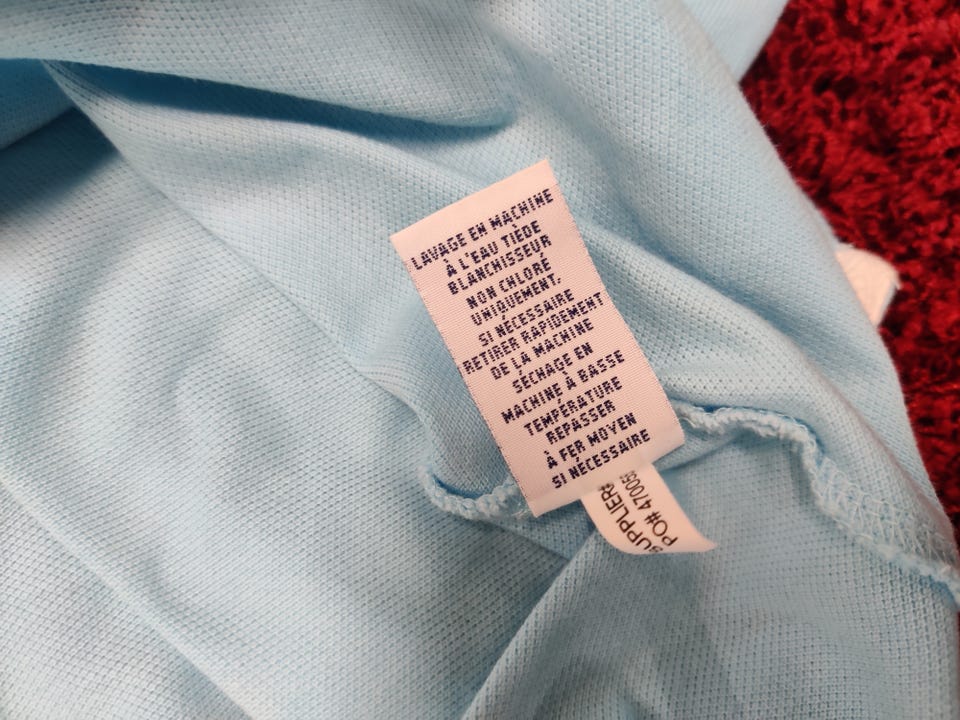 LAVAGE EN MACHINE
À L'EAU TIÈDE
BLANCHISSEUR
NON CHLORÉ
UNIQUEMENT.
SI NÉCESSAIRE
RETIRER RAPIDEMENT
DE LA MACHINE
SÉCHAGE EN
MACHINE À BASSE
TEMPÉRATURE
REPASSER
À FER MOYEN
SI NÉCESSAIRE
SUPPLIER#
PO# 47005